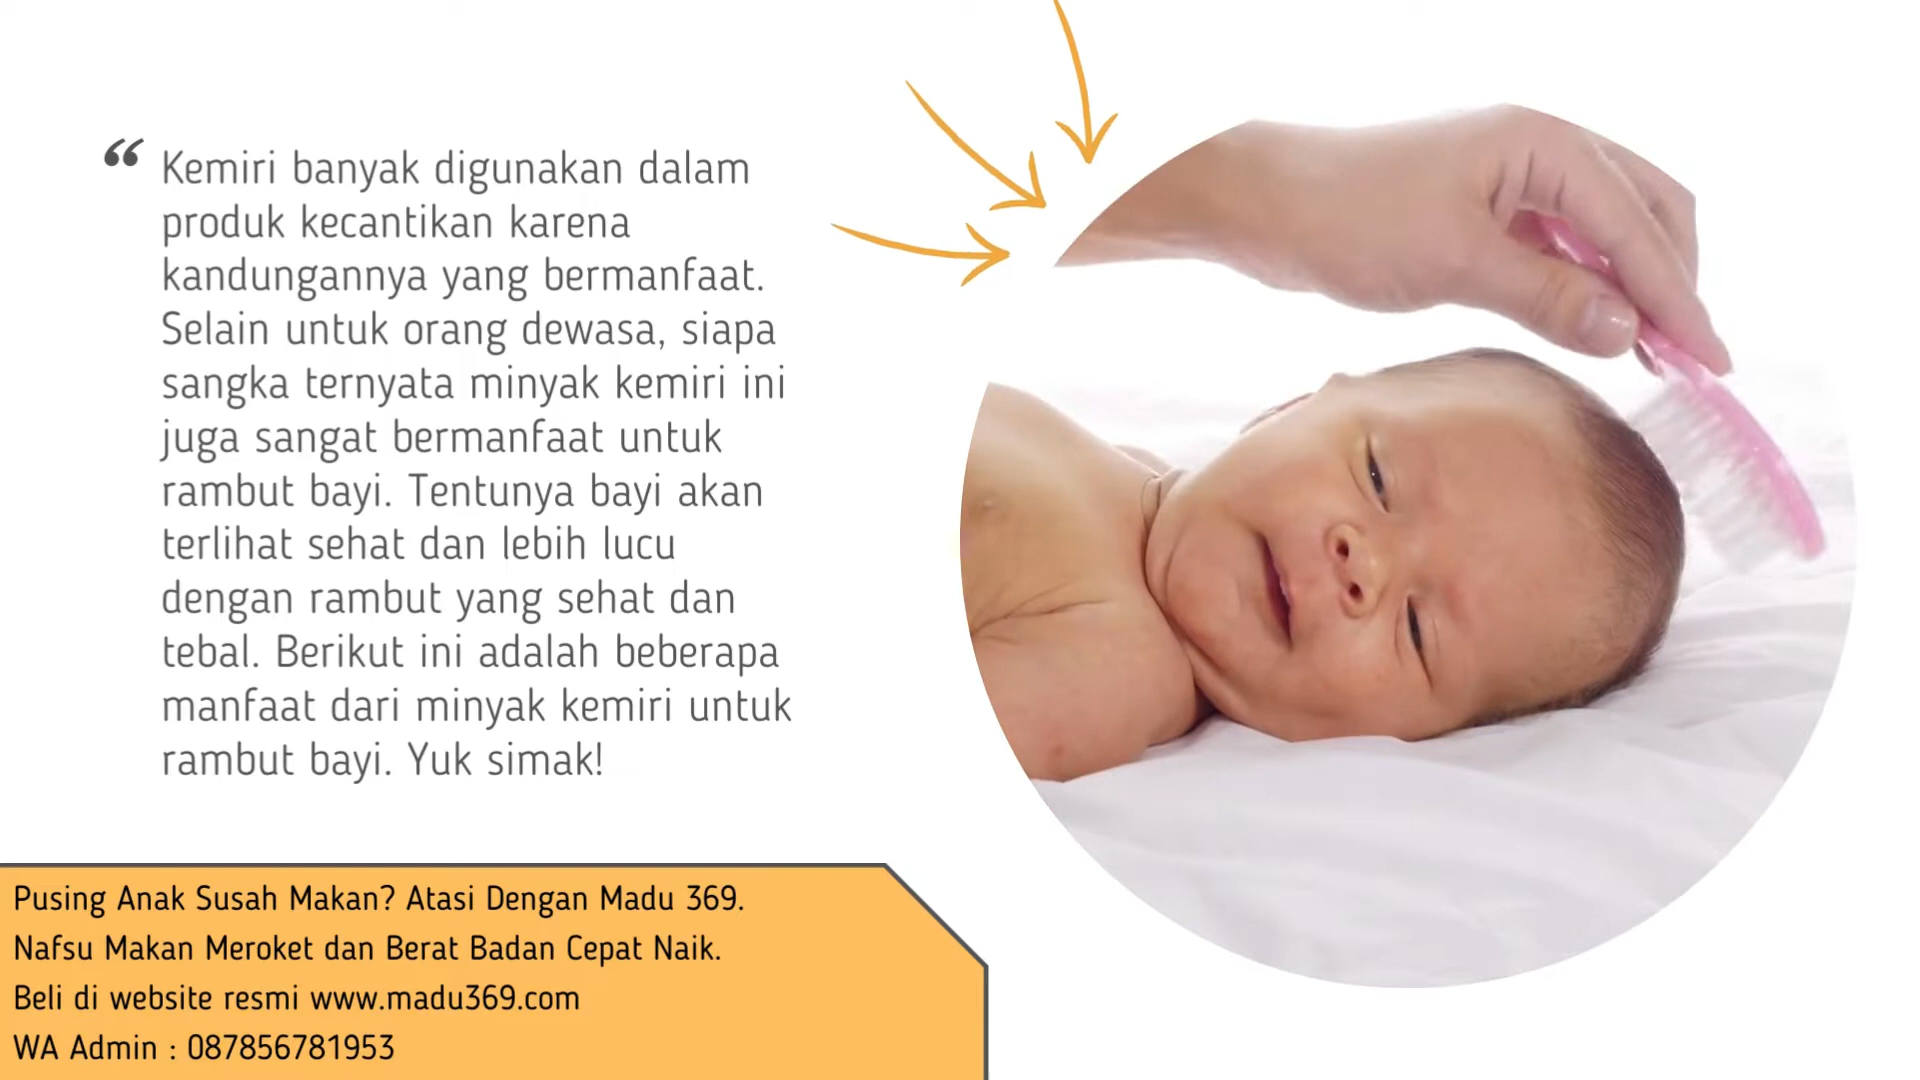 “ Kemiri banyak digunakan dalam
produk kecantikan karena
kandungannya yang bermanfaat.
Selain untuk orang dewasa, siapa
sangka ternyata minyak kemiri ini
juga sangat bermanfaat untuk
rambut bayi. Tentunya bayi akan
terlihat sehat dan lebih lucu
dengan rambut yang sehat dan
tebal. Berikut ini adalah beberapa
manfaat dari minyak kemiri untuk
rambut bayi. Yuk simak!
Pusing Anak Susah Makan? Atasi Dengan Madu 369.
Nafsu Makan Meroket dan Berat Badan Cepat Naik.
Beli di website resmi www.madu369.com
WA Admin : 087856781953